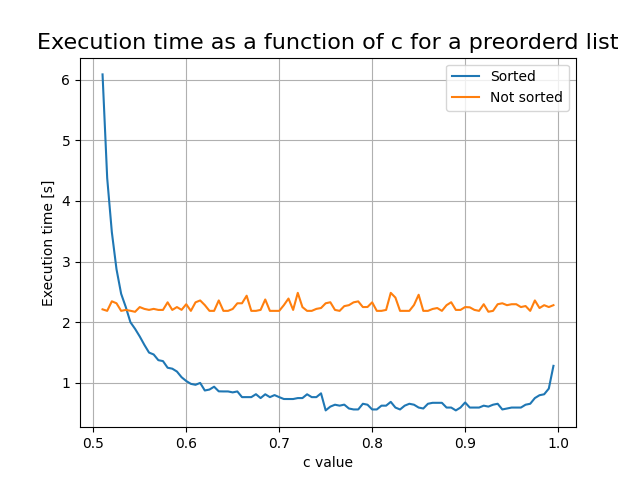 Execution time as a function of c for a preorderd list
Sorted
Not sorted
Execution time [s]
6
5
4
3
2
1
0.5 0.6 0.7 0.8 0.9 1.0
c value